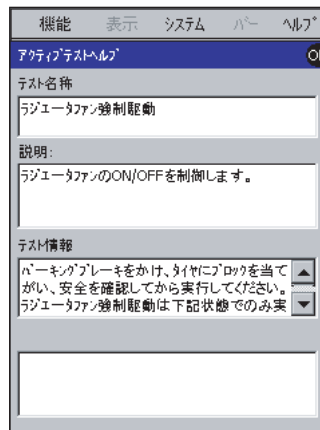 機能 表示 システム バー ヘルプ
アクティブテストヘルプ
テスト名称
ラジエータファン強制駆動
説明:
ラジエータファンのON/OFFを制御します。
テスト情報
パーキングブレーキをかけ、タイヤにブロックを当て
がい、安全を確認してから実行してください。
ラジエータファン強制駆動は下記状態でのみ実